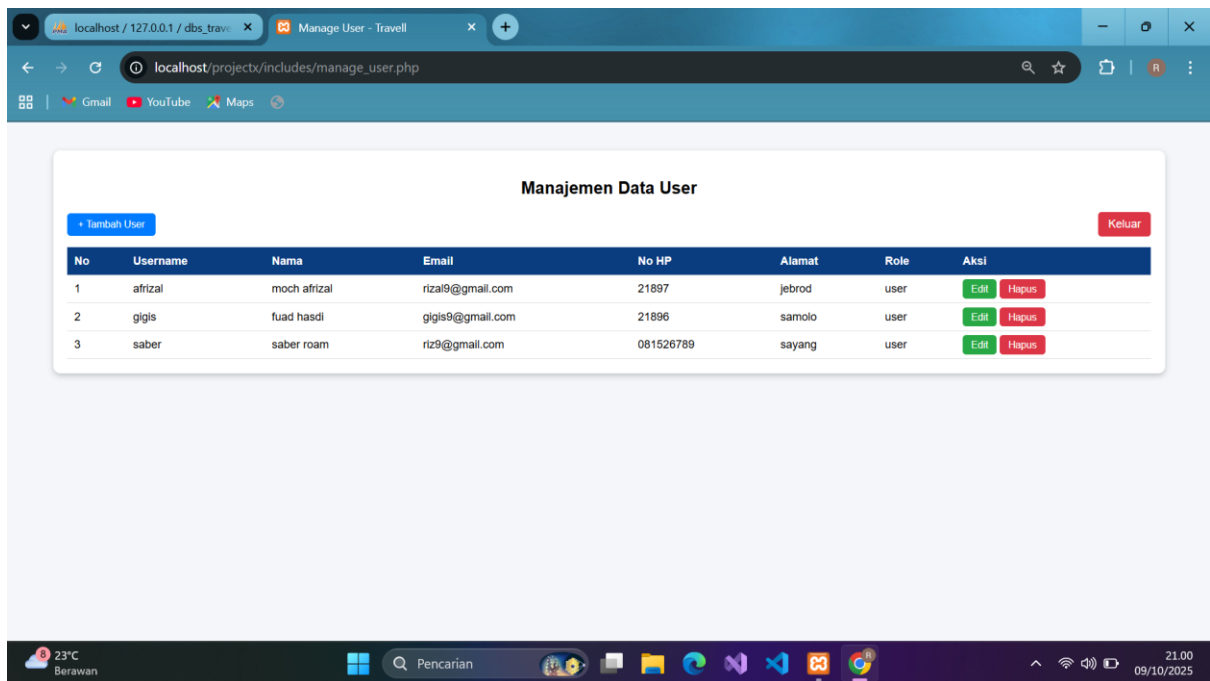 localhost / 127.0.0.1 / dbs_trave
Manage User - Travell
localhost/projectx/includes/manage_user.php
R
Gmail
YouTube
Maps
Manajemen Data User
+ Tambah User
Keluar
No Username Nama Email No HP Alamat Role Aksi
1 afrizal moch afrizal rizal9@gmail.com 21897 jebrod user Edit Hapus
2 gigis fuad hasdi gigis9@gmail.com 21896 samolo user Edit Hapus
3 saber saber roam riz9@gmail.com 081526789 sayang user Edit Hapus
8
23°C
Berawan
Pencarian
R
21.00
09/10/2025